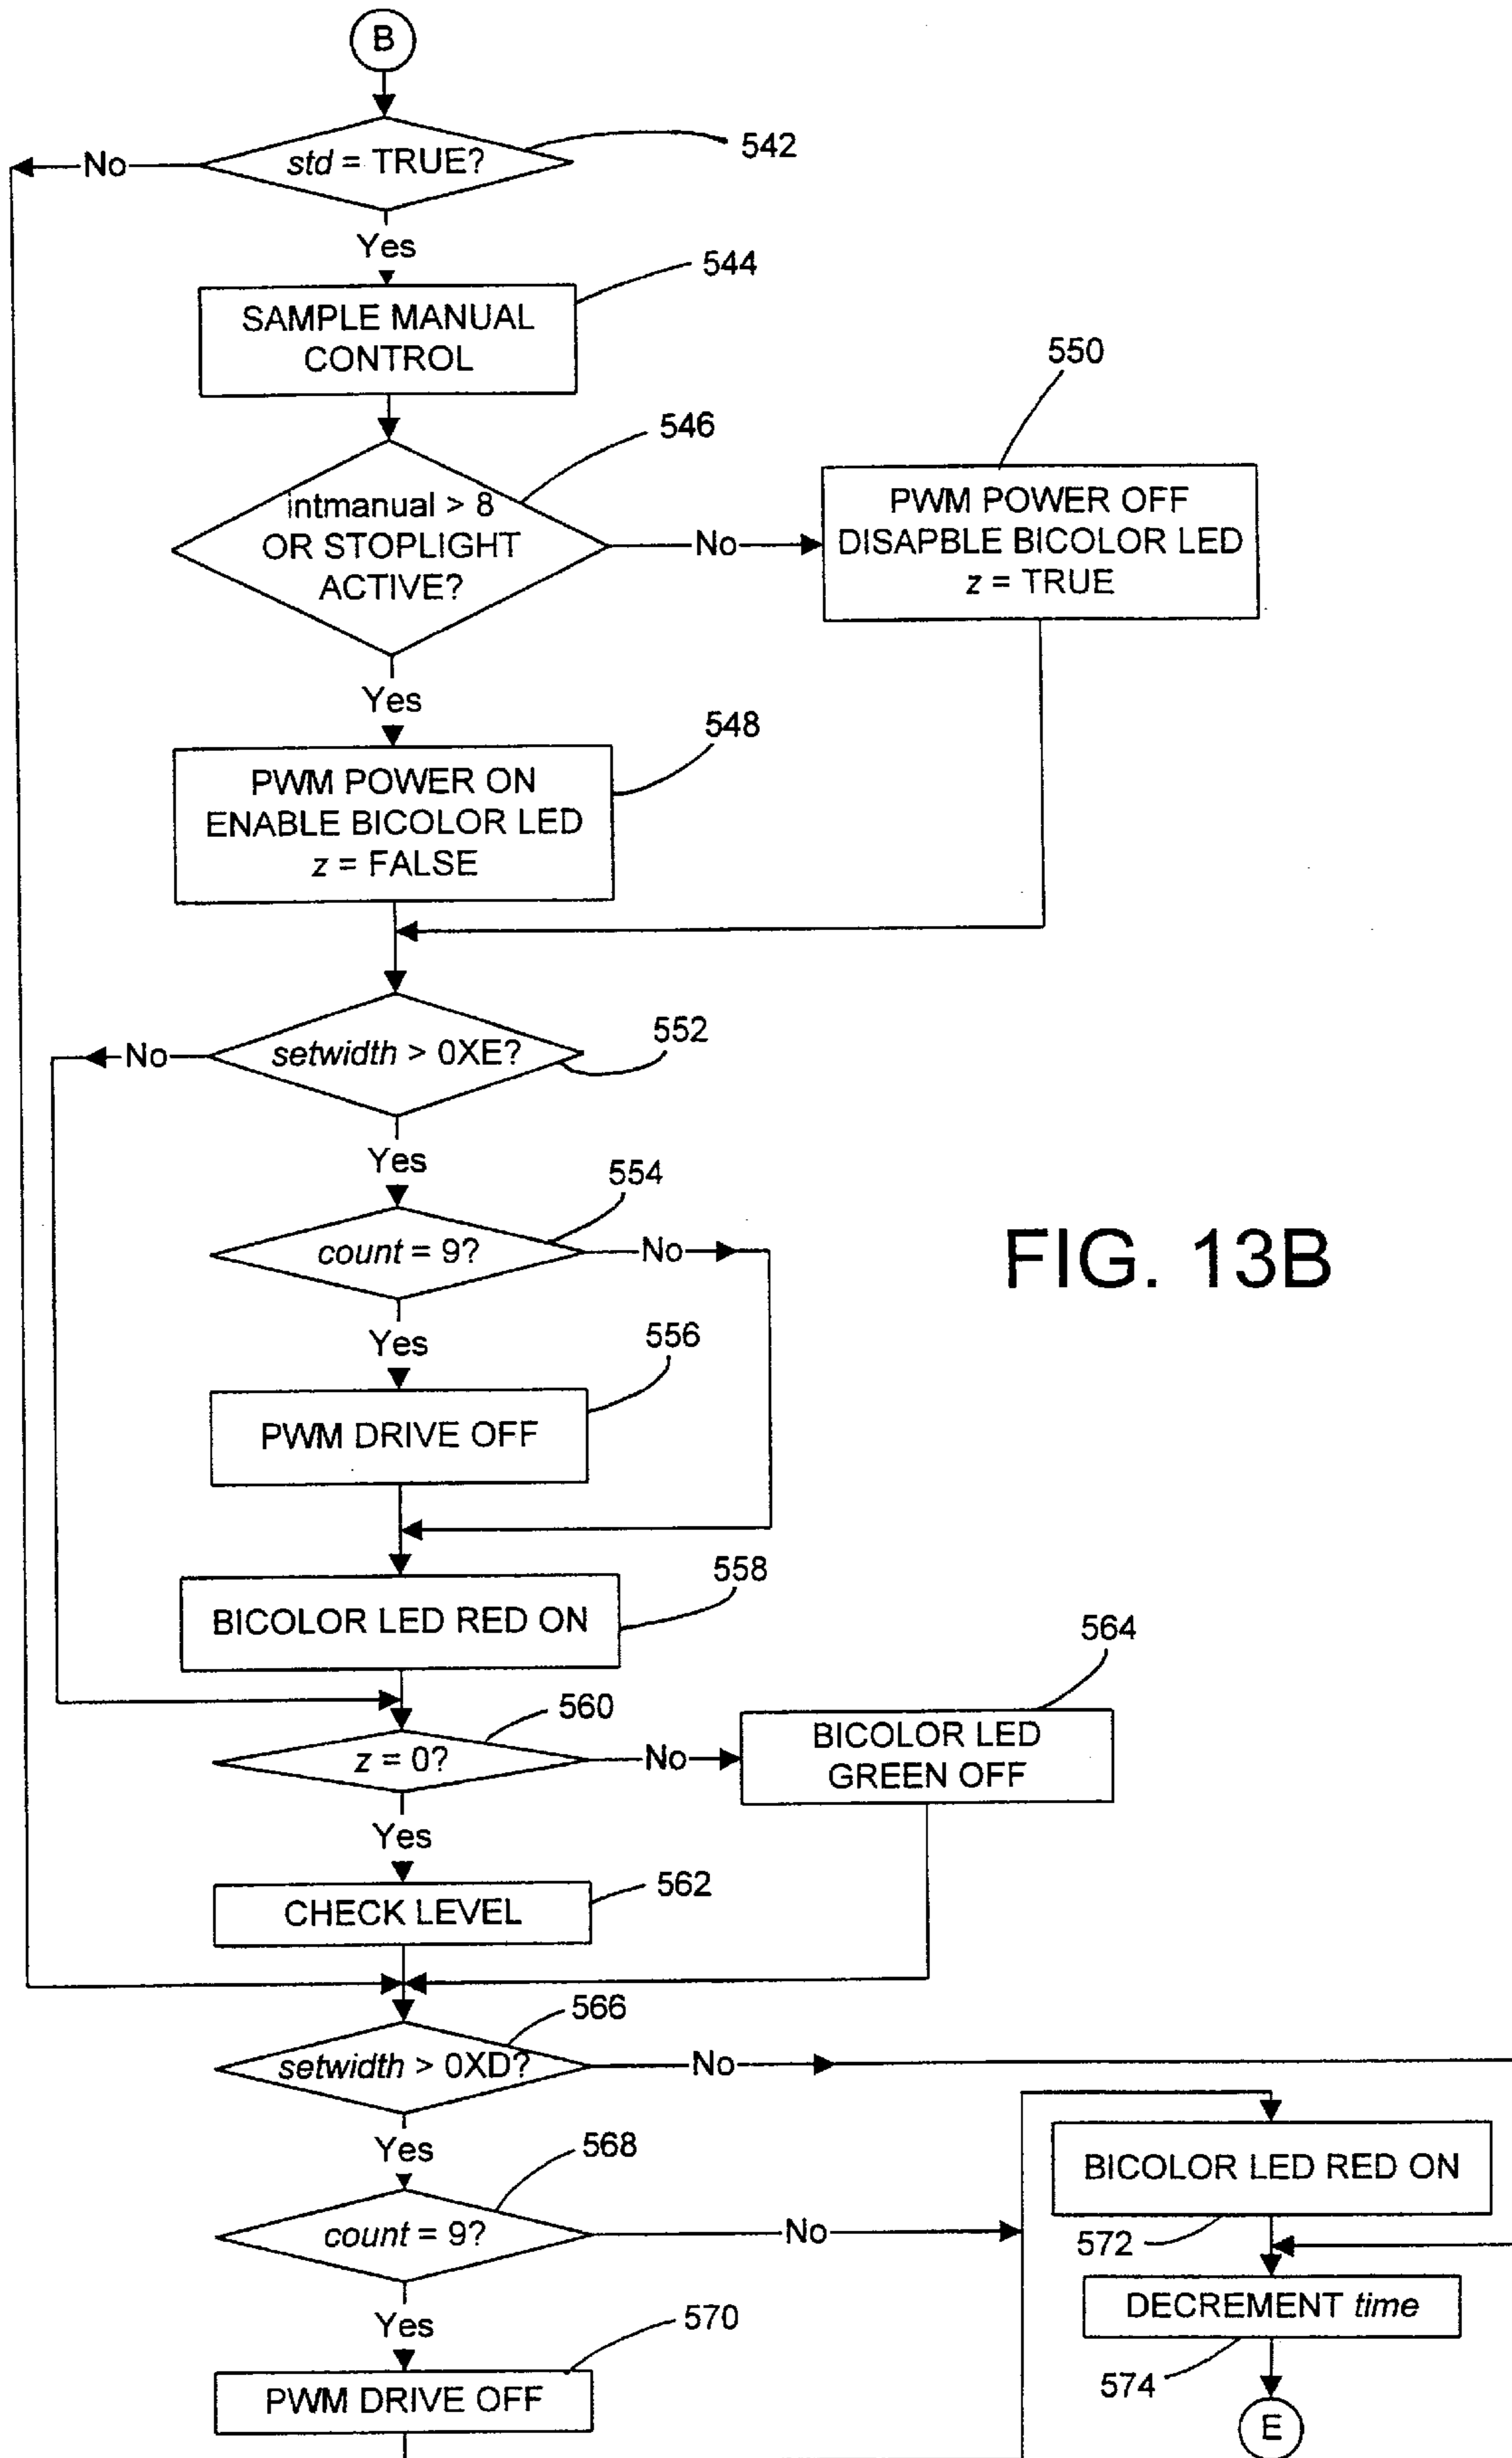 B
std = TRUE?
542
No
Yes
SAMPLE MANUAL
CONTROL
544
intmanual > 8
OR STOPLIGHT
ACTIVE?
546
No
PWM POWER OFF
DISAPBLE BICOLOR LED
z = TRUE
550
Yes
PWM POWER ON
ENABLE BICOLOR LED
z = FALSE
548
setwidth > 0XE?
552
No
Yes
count = 9?
554
No
FIG. 13B
Yes
PWM DRIVE OFF
556
BICOLOR LED RED ON
558
z = 0?
560
No
BICOLOR LED
GREEN OFF
564
Yes
CHECK LEVEL
562
setwidth > 0XD?
566
No
Yes
count = 9?
568
No
BICOLOR LED RED ON
572
Yes
PWM DRIVE OFF
570
DECREMENT time
574
E